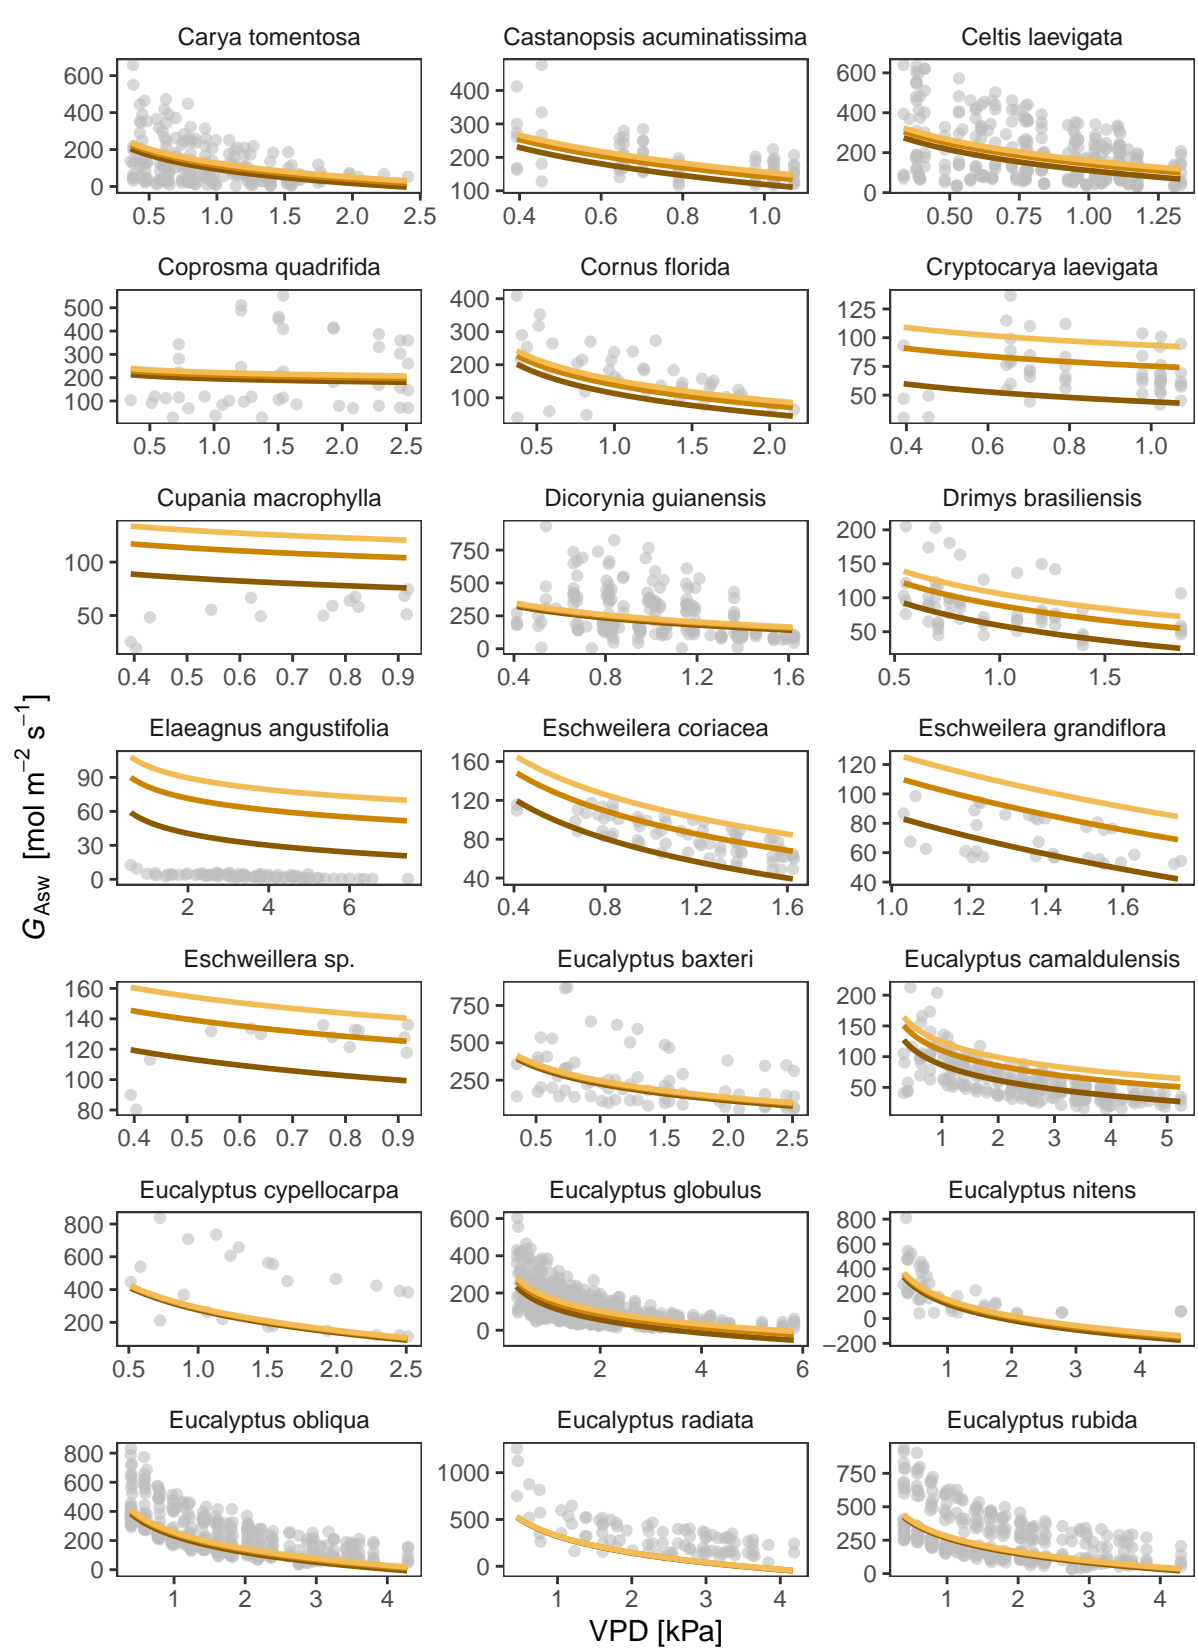 Carya tomentosa
Castanopsis acuminatissima
Celtis laevigata
600
400
200
0
0.5 1.0 1.5 2.0 2.5
400
300
200
100
0.4 0.6 0.8 1.0
600
400
200
0
0.50 0.75 1.00 1.25
Coprosma quadrifida
Cornus florida
Cryptocarya laevigata
500
400
300
200
100
0.5 1.0 1.5 2.0 2.5
400
300
200
100
0.5 1.0 1.5 2.0
125
100
75
50
0.4 0.6 0.8 1.0
Cupania macrophylla
Dicorynia guianensis
Drimys brasiliensis
100
50
0.4 0.5 0.6 0.7 0.8 0.9
750
500
250
0
0.4 0.8 1.2 1.6
200
150
100
50
0.5 1.0 1.5
Elaeagnus angustifolia
Eschweilera coriacea
Eschweilera grandiflora
90
60
30
0
2 4 6
160
120
80
40
0.4 0.8 1.2 1.6
120
100
80
60
40
1.0 1.2 1.4 1.6
Eschweillera sp.
Eucalyptus baxteri
Eucalyptus camaldulensis
160
140
120
100
80
0.4 0.5 0.6 0.7 0.8 0.9
750
500
250
0.5 1.0 1.5 2.0 2.5
200
150
100
50
1 2 3 4 5
Eucalyptus cypellocarpa
Eucalyptus globulus
Eucalyptus nitens
800
600
400
200
0.5 1.0 1.5 2.0 2.5
600
400
200
0
2 4 6
800
600
400
200
0
−200
1 2 3 4
Eucalyptus obliqua
Eucalyptus radiata
Eucalyptus rubida
800
600
400
200
0
1 2 3 4
1000
500
0
1 2 3 4
750
500
250
0
1 2 3 4
G_Asw [mol m⁻² s⁻¹]
VPD [kPa]